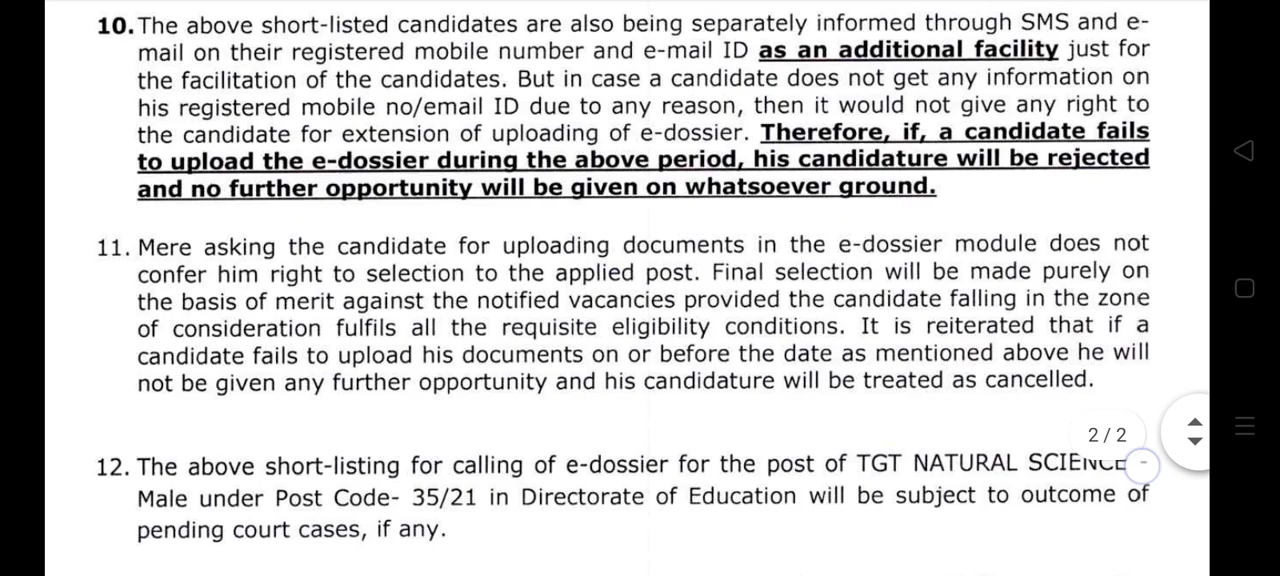 10. The above short-listed candidates are also being separately informed through SMS and e-
mail on their registered mobile number and e-mail ID as an additional facility just for
the facilitation of the candidates. But in case a candidate does not get any information on
his registered mobile no/email ID due to any reason, then it would not give any right to
the candidate for extension of uploading of e-dossier. Therefore, if, a candidate fails
to upload the e-dossier during the above period, his candidature will be rejected
and no further opportunity will be given on whatsoever ground.
11. Mere asking the candidate for uploading documents in the e-dossier module does not
confer him right to selection to the applied post. Final selection will be made purely on
the basis of merit against the notified vacancies provided the candidate falling in the zone
of consideration fulfils all the requisite eligibility conditions. It is reiterated that if a
candidate fails to upload his documents on or before the date as mentioned above he will
not be given any further opportunity and his candidature will be treated as cancelled.
2/2
12. The above short-listing for calling of e-dossier for the post of TGT NATURAL SCIENCE -
Male under Post Code- 35/21 in Directorate of Education will be subject to outcome of
pending court cases, if any.